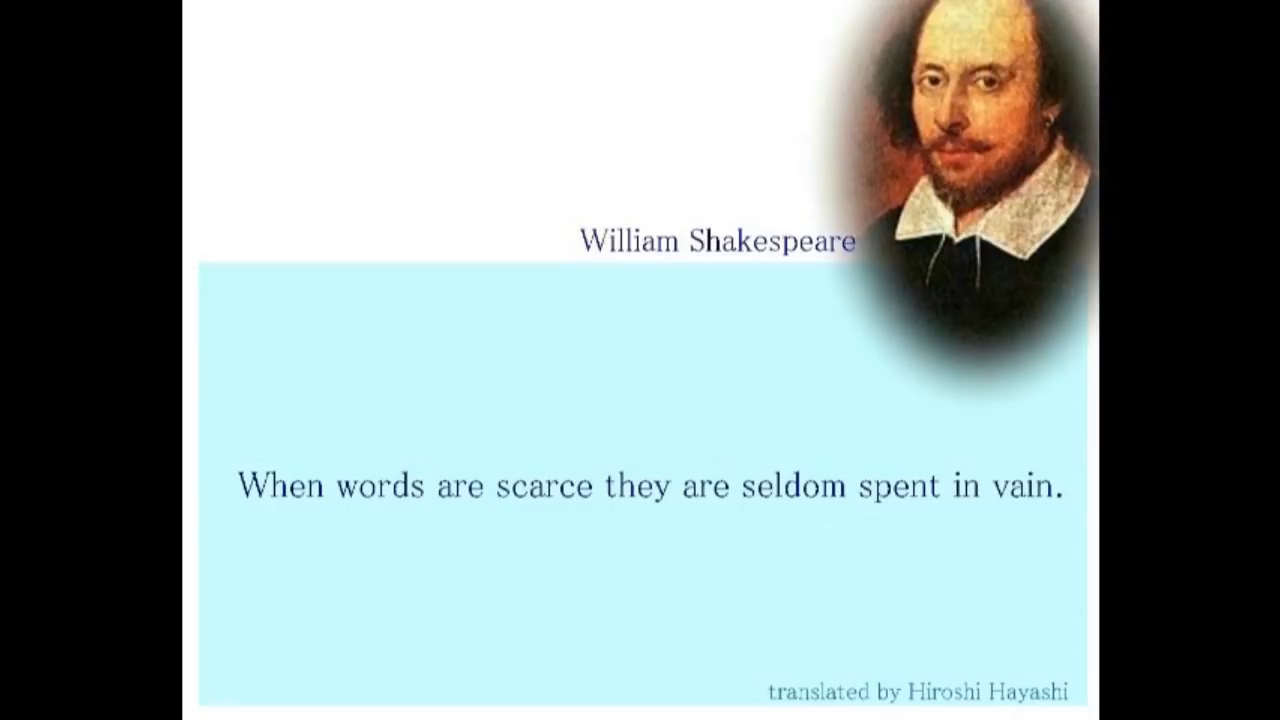 William Shakespeare
When words are scarce they are seldom spent in vain.
translated by Hiroshi Hayashi